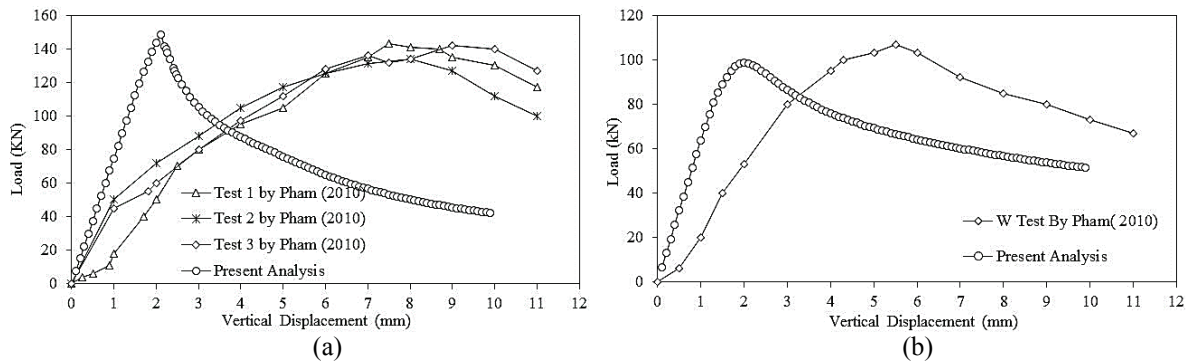 160
140
120
100
80
60
40
20
0
Load (KN)
Test 1 by Pham (2010)
Test 2 by Pham (2010)
Test 3 by Pham (2010)
Present Analysis
0 1 2 3 4 5 6 7 8 9 10 11 12
Vertical Displacement (mm)
(a)
120
100
80
60
40
20
0
Load (kN)
W Test By Pham( 2010)
Present Analysis
0 1 2 3 4 5 6 7 8 9 10 11 12
Vertical Displacement (mm)
(b)